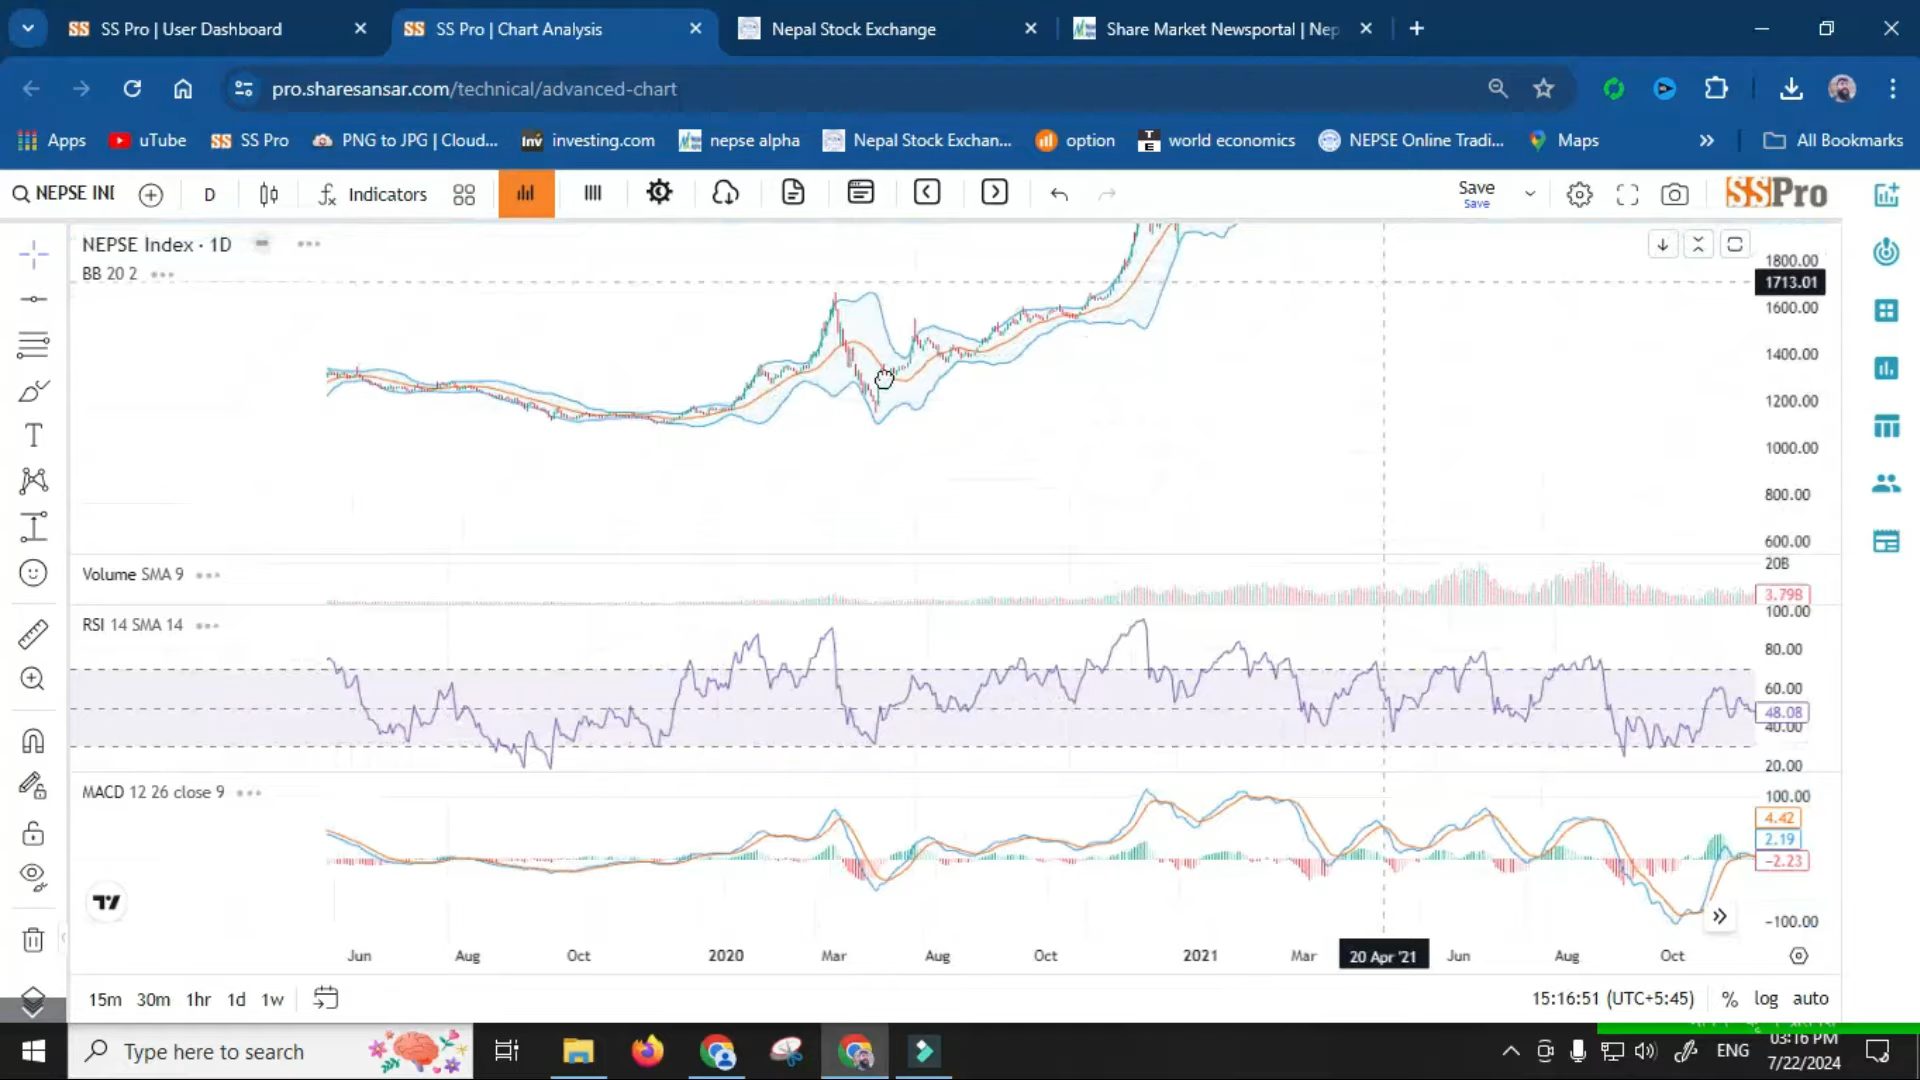 SS Pro | User Dashboard
SS Pro | Chart Analysis
Nepal Stock Exchange
Share Market Newsportal | Nep
pro.sharesansar.com/technical/advanced-chart
Apps
uTube
SS Pro
PNG to JPG | Cloud...
investing.com
nepse alpha
Nepal Stock Exchan...
option
world economics
NEPSE Online Tradi...
Maps
All Bookmarks
NEPSE INI
D
Indicators
Save
Save
SSPro
NEPSE Index · 1D
BB 20 2
1800.00
1713.01
1600.00
1400.00
1200.00
1000.00
800.00
600.00
Volume SMA 9
20B
3.79B
RSI 14 SMA 14
100.00
80.00
60.00
48.08
40.00
20.00
MACD 12 26 close 9
100.00
4.42
2.19
−2.23
−100.00
Jun Aug Oct 2020 Mar Aug Oct 2021 Mar 20 Apr '21 Jun Aug Oct
15m 30m 1hr 1d 1w
15:16:51 (UTC+5:45) % log auto
Type here to search
ENG
03:16 PM
7/22/2024